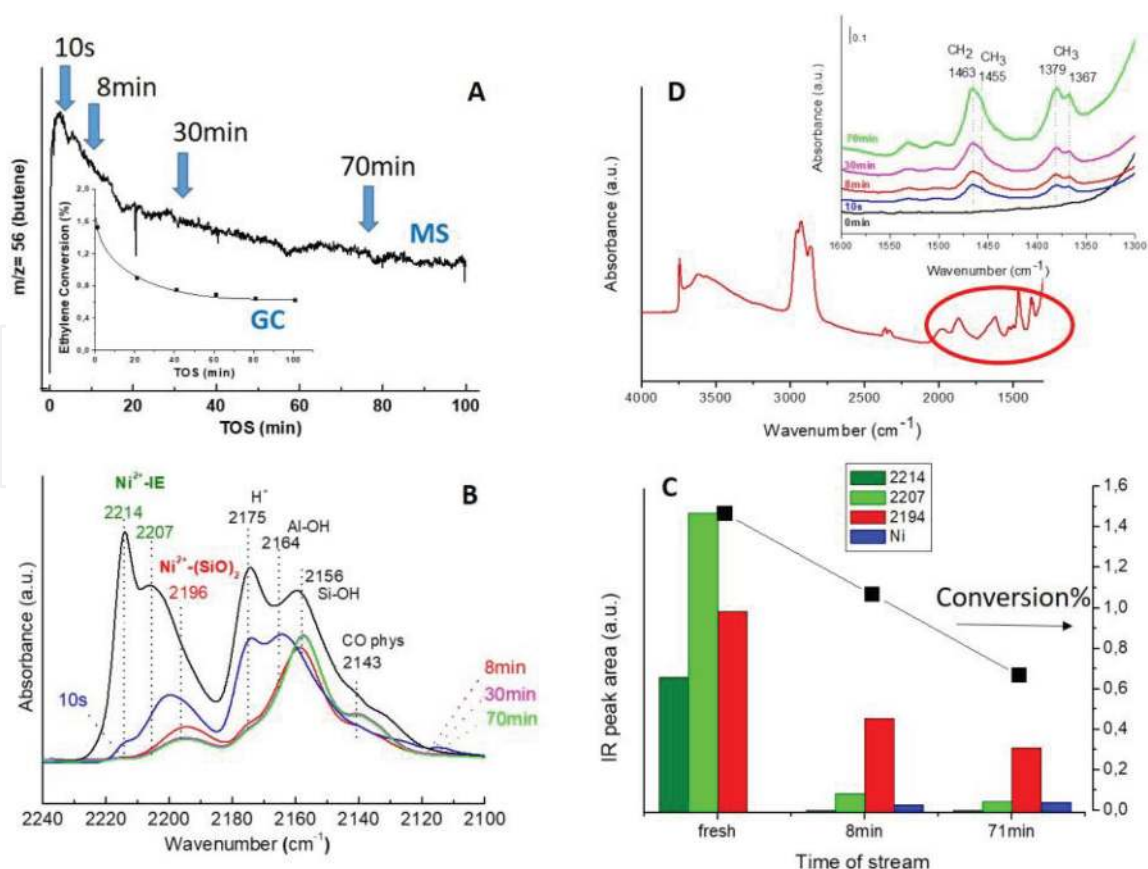 A
10s
8min
30min
70min
MS
m/z= 56 (butene)
Ethylene Conversion (%)
2,0
1,6
1,2
0,8
0,4
0,0
0 20 40 60 80 100
GC
TOS (min)
0 20 40 60 80 100
TOS (min)
D
0.1
CH2 CH3 CH3
1463 1455 1379 1367
70min
30min
8min
10s
0min
Absorbance (a.u.)
1600 1550 1500 1450 1400 1350 1300
Wavenumber (cm-1)
Absorbance (a.u.)
4000 3500 3000 2500 2000 1500
Wavenumber (cm-1)
B
Ni2+-IE
2214
2207
Ni2+-(SiO)2
2196
H+
2175
Al-OH
2164
2156
Si-OH
CO phys
2143
10s
8min
30min
70min
Absorbance (a.u.)
2240 2220 2200 2180 2160 2140 2120 2100
Wavenumber (cm-1)
C
2214
2207
2194
Ni
Conversion%
IR peak area (a.u.)
1,6
1,4
1,2
1,0
0,8
0,6
0,4
0,2
0,0
fresh 8min 71min
Time of stream